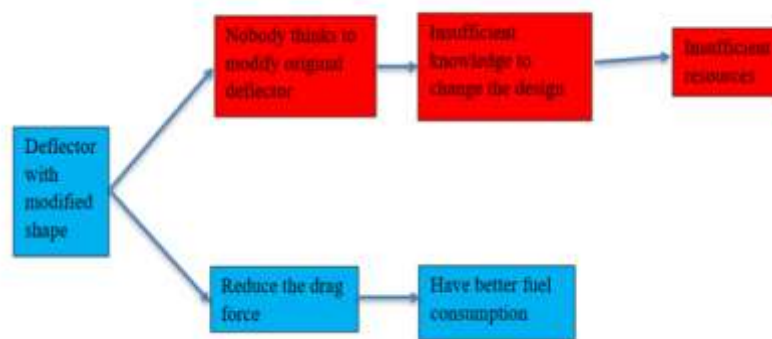 Nobody thinks to
modify original
deflector
Insufficient
knowledge to
change the design
Insufficient
resources
Deflector
with
modified
shape
Reduce the drag
force
Have better fuel
consumption